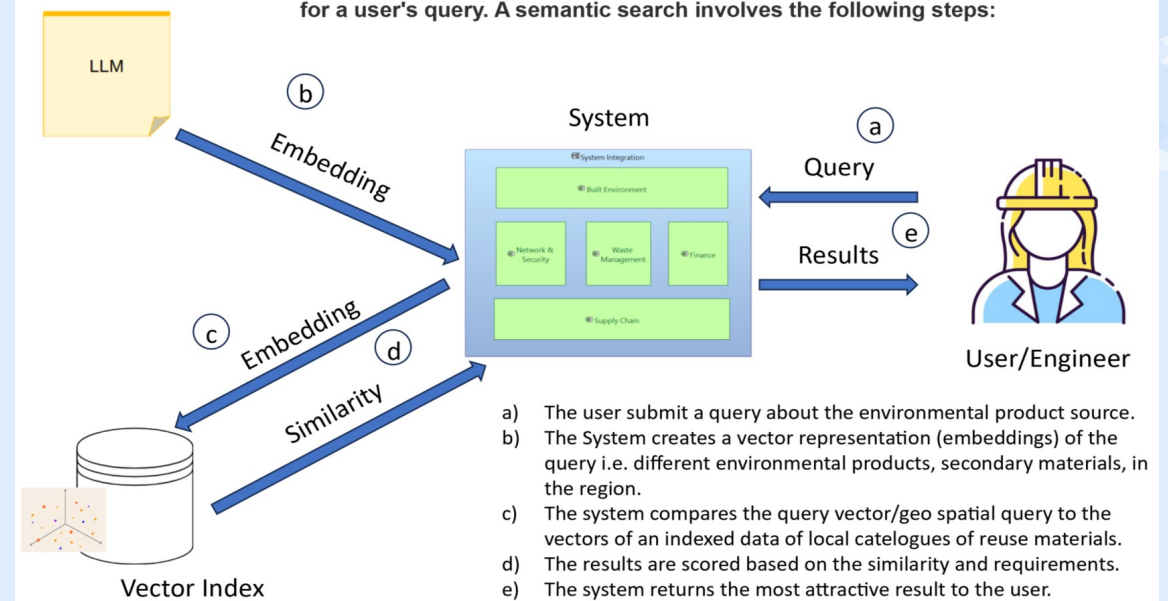 for a user's query. A semantic search involves the following steps:
LLM
b
Embedding
System
a
Query
System Integration
Built Environment
Network &
Security
Waste
Management
Finance
Supply Chain
e
Results
User/Engineer
c
Embedding
d
Similarity
Vector Index
a) The user submit a query about the environmental product source.
b) The System creates a vector representation (embeddings) of the
query i.e. different environmental products, secondary materials, in
the region.
c) The system compares the query vector/geo spatial query to the
vectors of an indexed data of local catelogues of reuse materials.
d) The results are scored based on the similarity and requirements.
e) The system returns the most attractive result to the user.